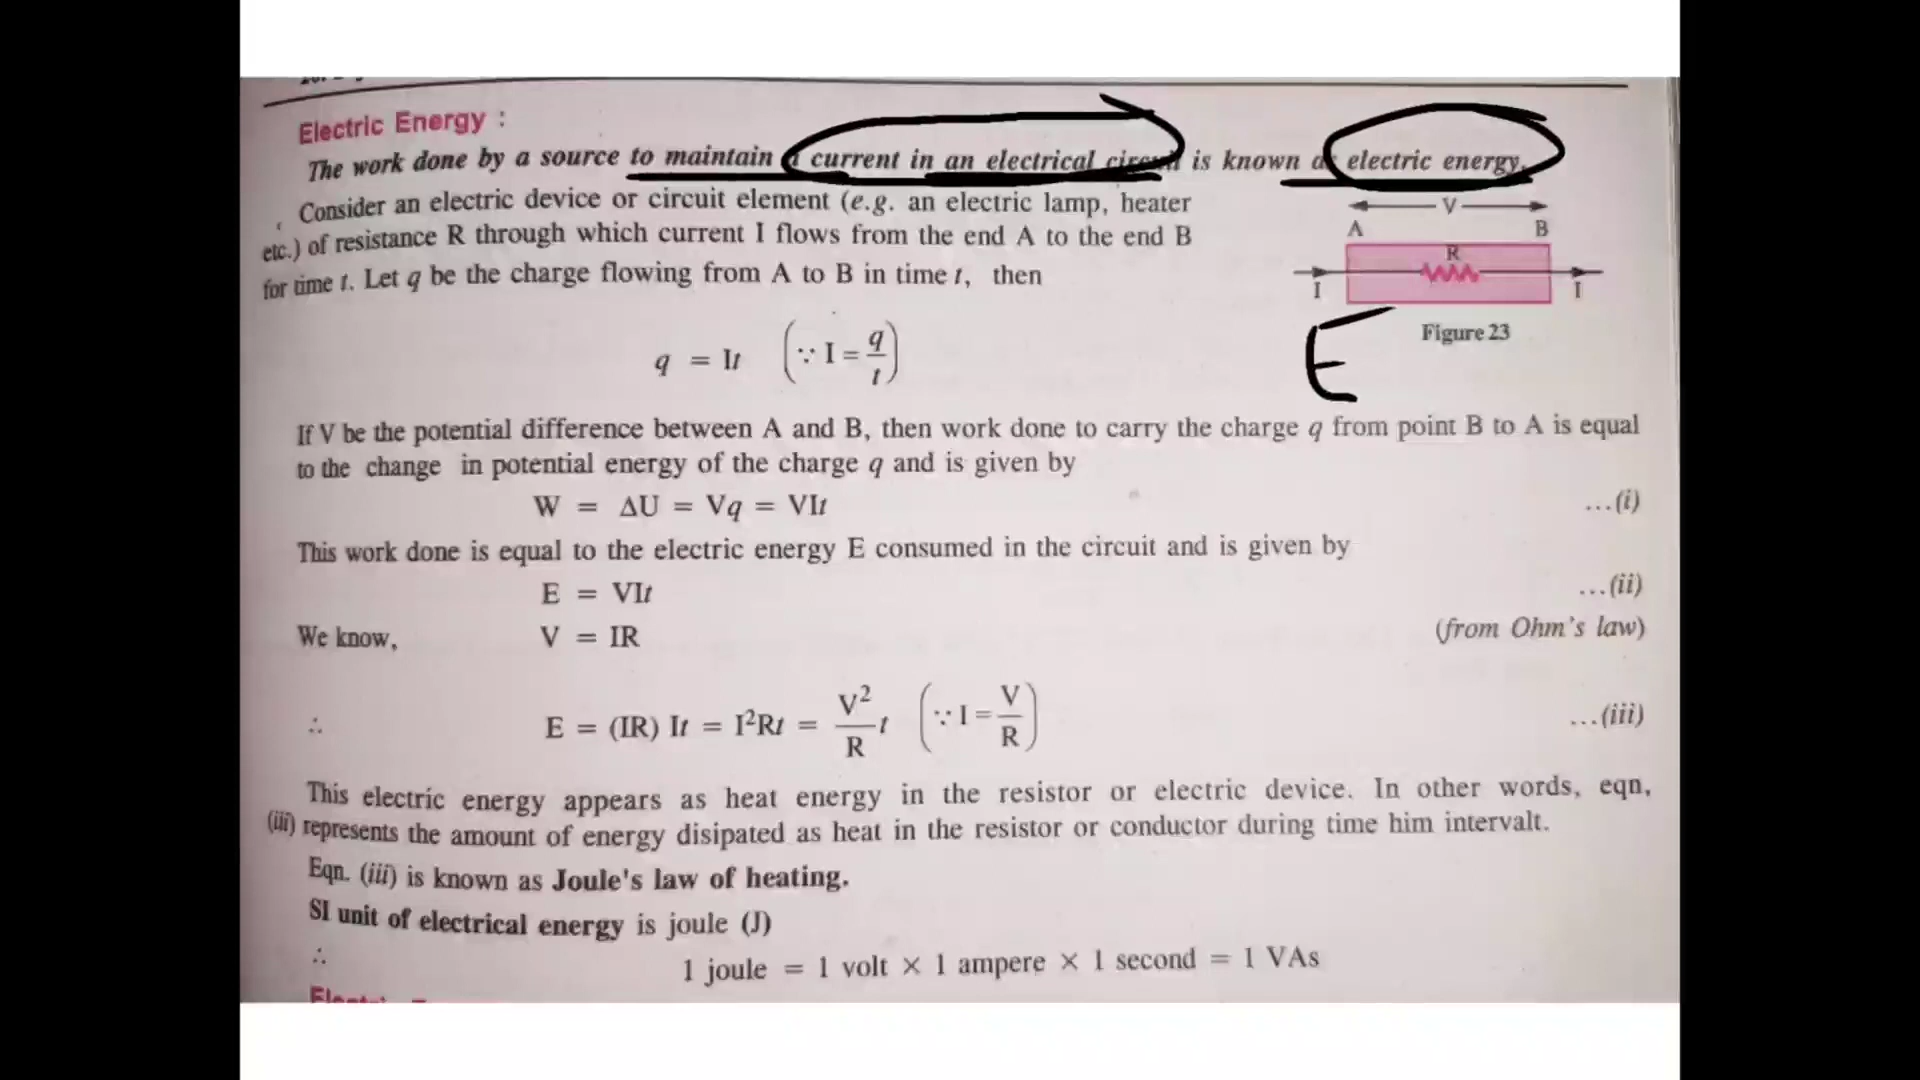 Electric Energy :
The work done by a source to maintain a current in an electrical circuit is known as electric energy.
Consider an electric device or circuit element (e.g. an electric lamp, heater
etc.) of resistance R through which current I flows from the end A to the end B
for time t. Let q be the charge flowing from A to B in time t, then
V
A B
R
I I
Figure 23
E
q = It (∵ I = q/t)
If V be the potential difference between A and B, then work done to carry the charge q from point B to A is equal
to the change in potential energy of the charge q and is given by
W = ΔU = Vq = VIt ...(i)
This work done is equal to the electric energy E consumed in the circuit and is given by
E = VIt ...(ii)
We know, V = IR (from Ohm's law)
∴ E = (IR) It = I²Rt = V²/R t (∵ I = V/R) ...(iii)
This electric energy appears as heat energy in the resistor or electric device. In other words, eqn,
(iii) represents the amount of energy disipated as heat in the resistor or conductor during time him intervalt.
Eqn. (iii) is known as Joule's law of heating.
SI unit of electrical energy is joule (J)
∴ 1 joule = 1 volt × 1 ampere × 1 second = 1 VAs